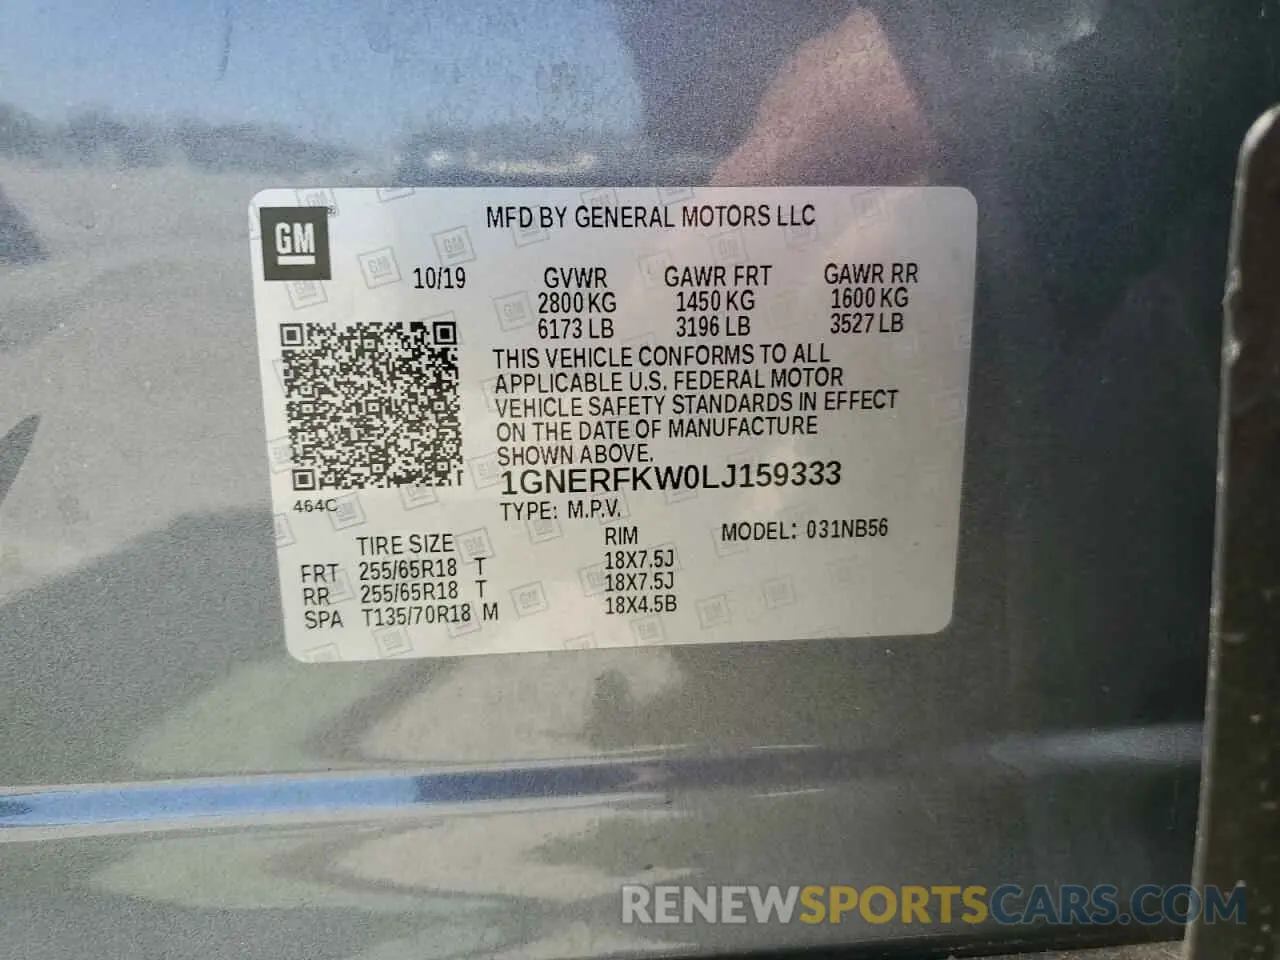 GM
MFD BY GENERAL MOTORS LLC
10/19 GVWR GAWR FRT GAWR RR
2800 KG 1450 KG 1600 KG
6173 LB 3196 LB 3527 LB
THIS VEHICLE CONFORMS TO ALL
APPLICABLE U.S. FEDERAL MOTOR
VEHICLE SAFETY STANDARDS IN EFFECT
ON THE DATE OF MANUFACTURE
SHOWN ABOVE.
1GNERFKW0LJ159333
464C
TYPE: M.P.V.
TIRE SIZE RIM MODEL: 031NB56
FRT 255/65R18 T 18X7.5J
RR 255/65R18 T 18X7.5J
SPA T135/70R18 M 18X4.5B
RENEWSPORTSCARS.COM